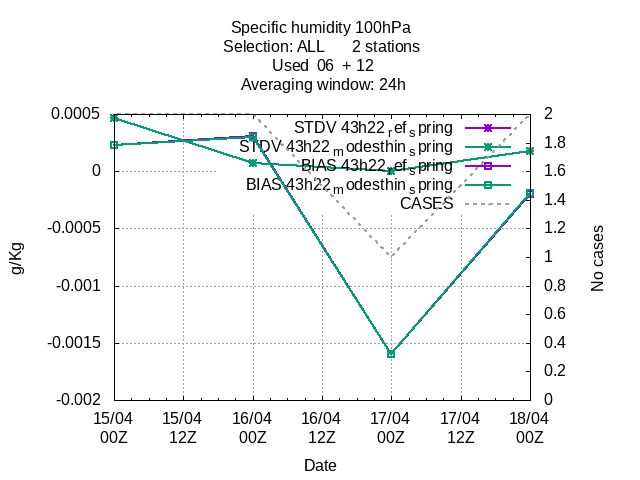 Specific humidity 100hPa
Selection: ALL      2 stations
Used  06  + 12
Averaging window: 24h
0.0005
0
-0.0005
-0.001
-0.0015
-0.002
g/Kg
STDV 43h22_ref_spring
STDV 43h22_modesthin_spring
BIAS 43h22_ref_spring
BIAS 43h22_modesthin_spring
CASES
2
1.8
1.6
1.4
1.2
1
0.8
0.6
0.4
0.2
0
No cases
15/04 15/04 16/04 16/04 17/04 17/04 18/04
00Z 12Z 00Z 12Z 00Z 12Z 00Z
Date